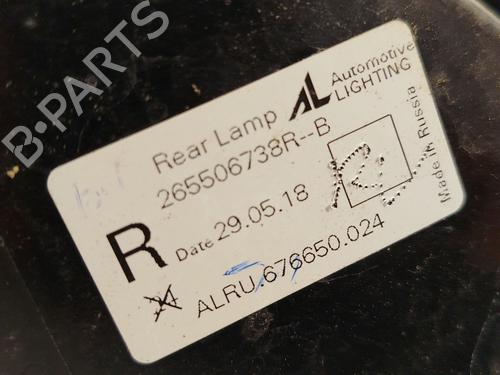 B-PARTS
Rear Lamp AL Automotive LIGHTING
265506738R--B
R Date 29.05.18
ALRU.676650.024
Made in Russia